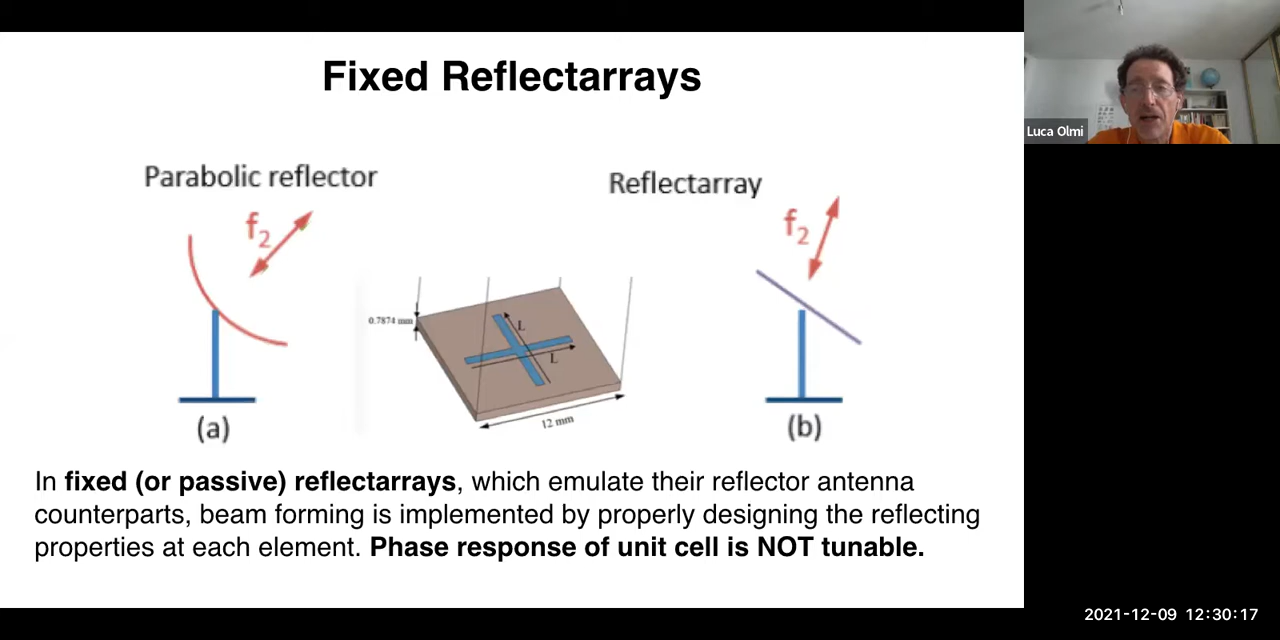 Fixed Reflectarrays
Luca Olmi
Parabolic reflector
Reflectarray
f2
f2
0.7874 mm
L
L
12 mm
(a)
(b)
In fixed (or passive) reflectarrays, which emulate their reflector antenna
counterparts, beam forming is implemented by properly designing the reflecting
properties at each element. Phase response of unit cell is NOT tunable.
2021-12-09 12:30:17